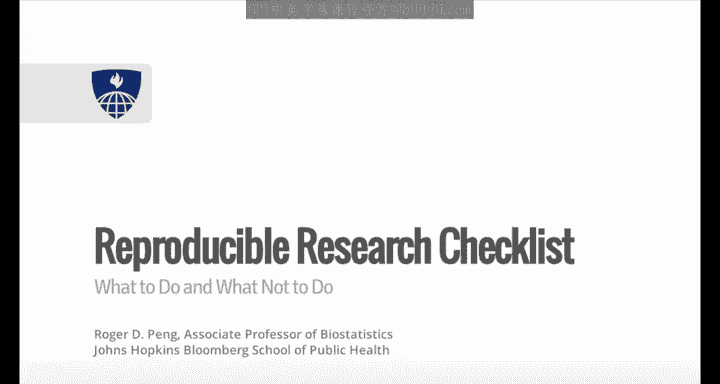 Reproducible Research Checklist
What to Do and What Not to Do
Roger D. Peng, Associate Professor of Biostatistics
Johns Hopkins Bloomberg School of Public Health